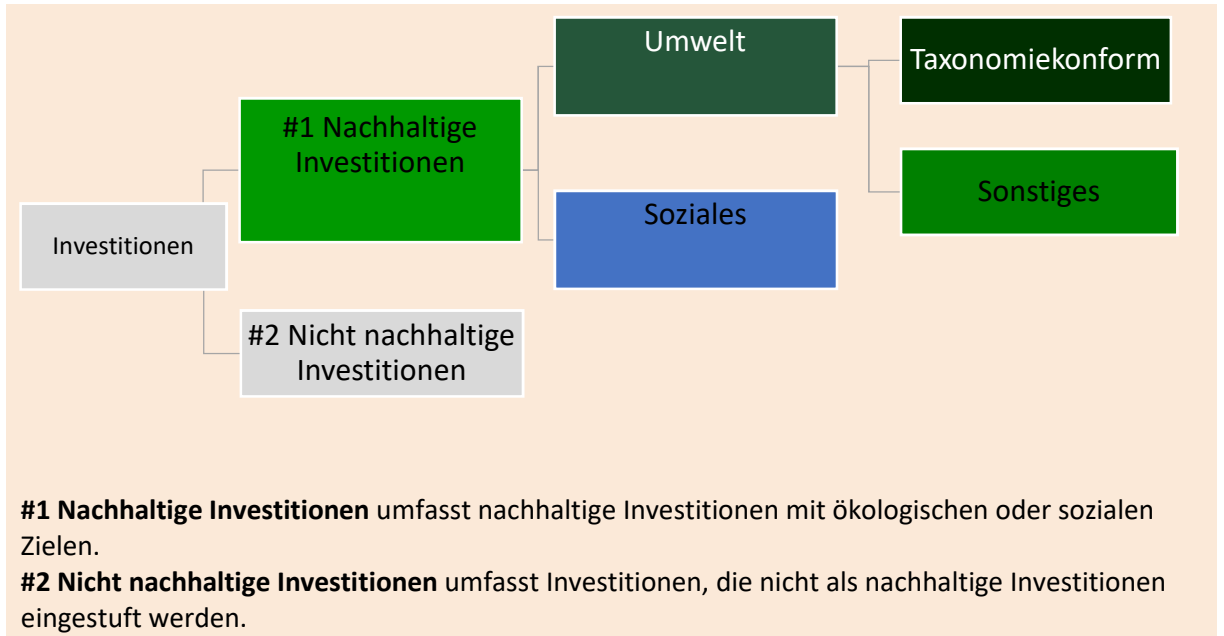 Umwelt
Taxonomiekonform
#1 Nachhaltige
Investitionen
Sonstiges
Soziales
Investitionen
#2 Nicht nachhaltige
Investitionen
#1 Nachhaltige Investitionen umfasst nachhaltige Investitionen mit ökologischen oder sozialen
Zielen.
#2 Nicht nachhaltige Investitionen umfasst Investitionen, die nicht als nachhaltige Investitionen
eingestuft werden.